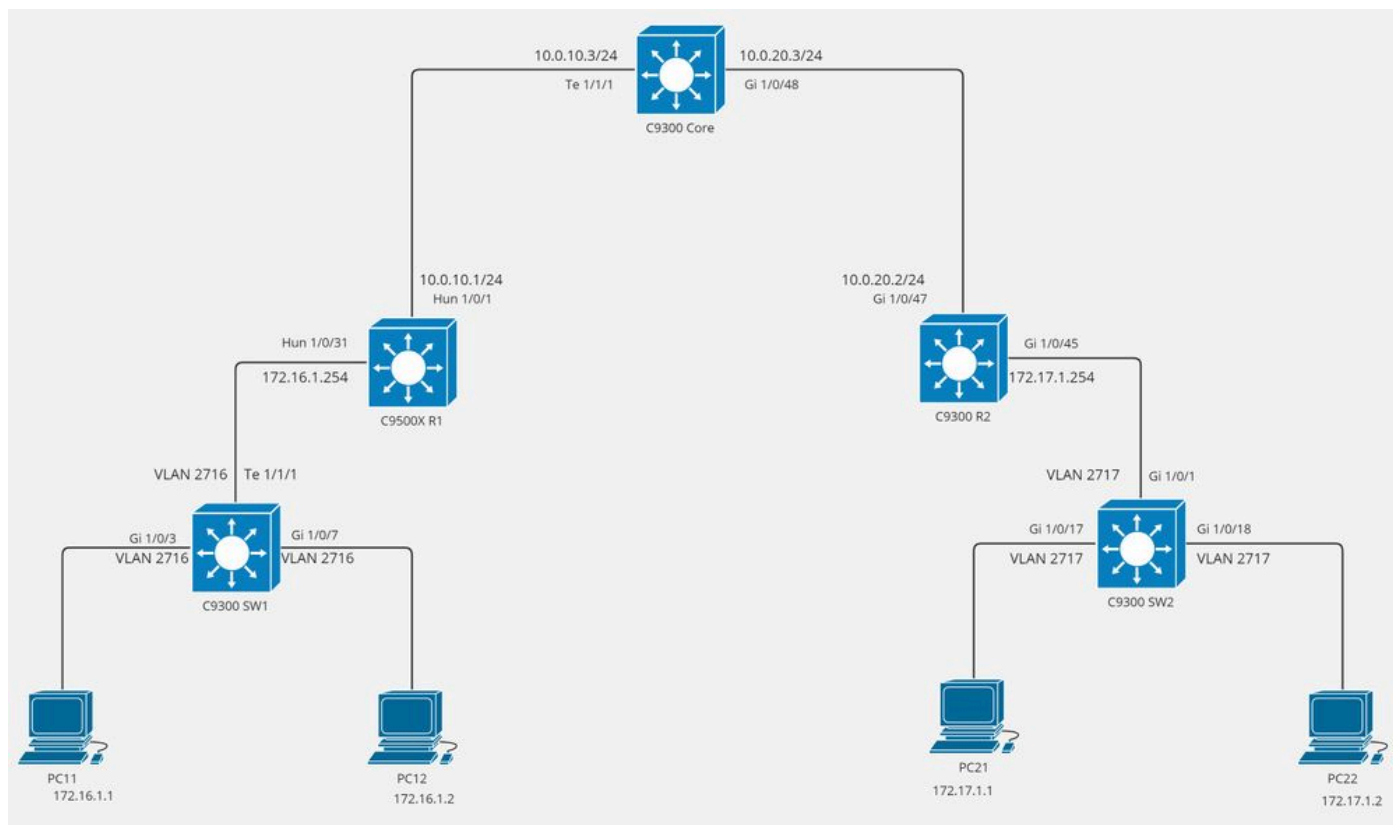 10.0.10.3/24
10.0.20.3/24
Te 1/1/1
Gi 1/0/48
C9300 Core
10.0.10.1/24
Hun 1/0/1
10.0.20.2/24
Gi 1/0/47
Hun 1/0/31
172.16.1.254
C9500X R1
Gi 1/0/45
172.17.1.254
C9300 R2
VLAN 2716
Te 1/1/1
VLAN 2717
Gi 1/0/1
Gi 1/0/3
VLAN 2716
Gi 1/0/7
VLAN 2716
C9300 SW1
Gi 1/0/17
VLAN 2717
Gi 1/0/18
VLAN 2717
C9300 SW2
PC11
172.16.1.1
PC12
172.16.1.2
PC21
172.17.1.1
PC22
172.17.1.2